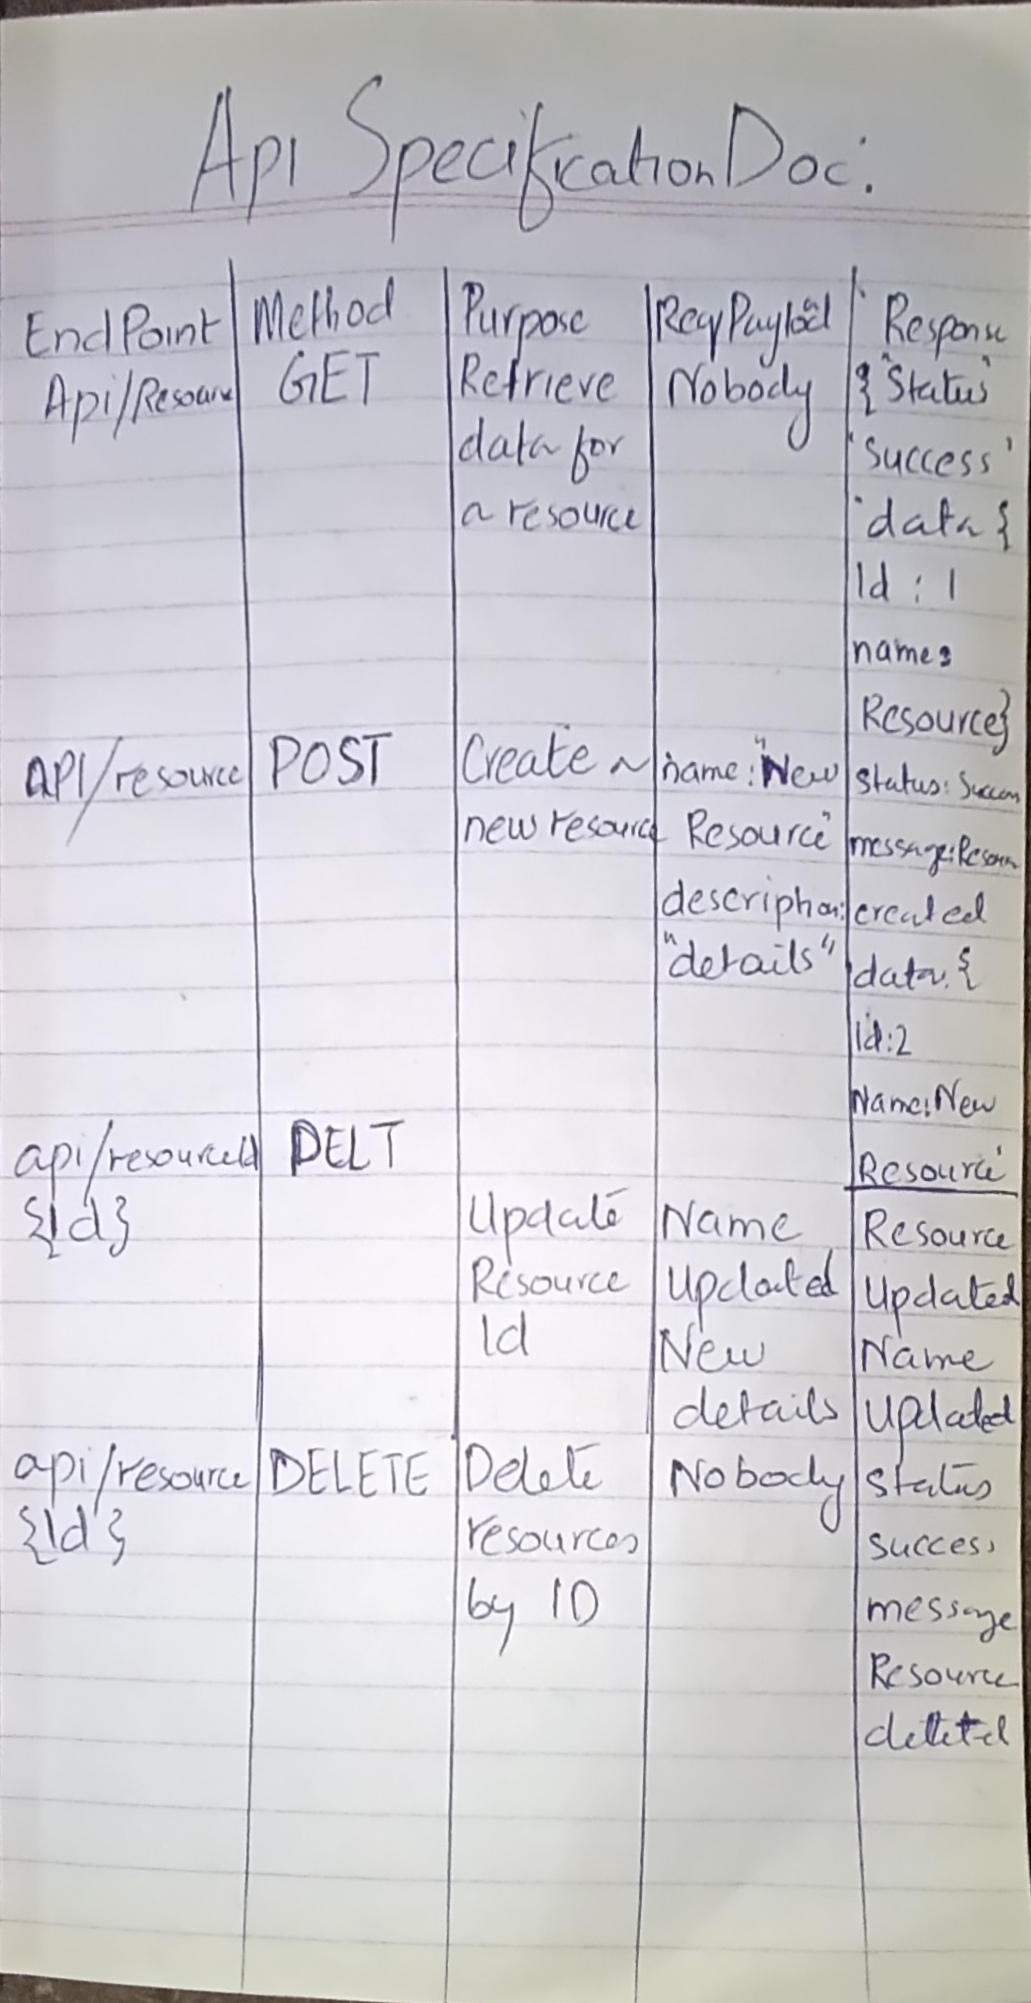 Api Specification Doc:
EndPoint Method Purpose ReqPayload Response
Api/Resource GET Retrieve Nobody {"Status"
data for 'success'
a resource 'data {
Id : 1
name:
Resource}
API/resource POST Create a name:"New status: Success
new resource Resource" message:Resource
description: created
"details" data: {
Id:2
Name:New
api/resource DELT Resource
{Id} Update Name Resource
Resource Updated Updated
Id New Name
details Updated
api/resource DELETE Delete Nobody status
{Id} resources success
by ID message
Resource
deleted